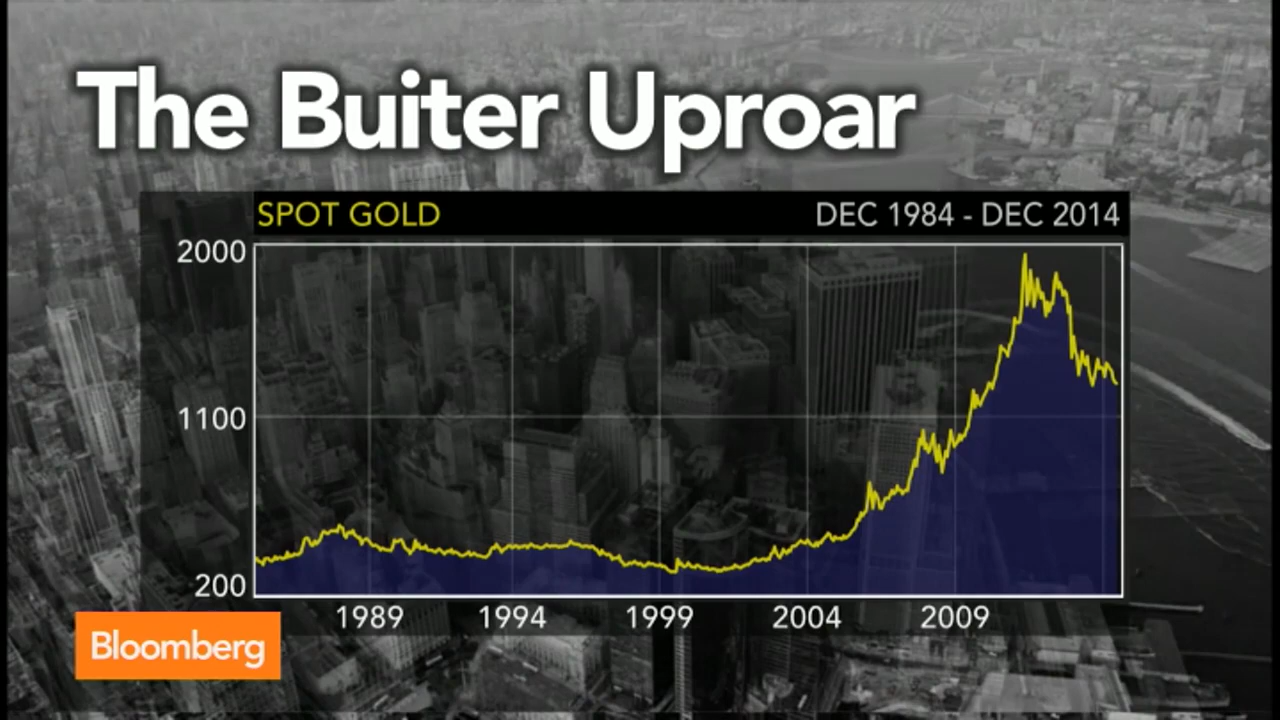 The Buiter Uproar
SPOT GOLD DEC 1984 - DEC 2014
2000
1100
200
1989 1994 1999 2004 2009
Bloomberg